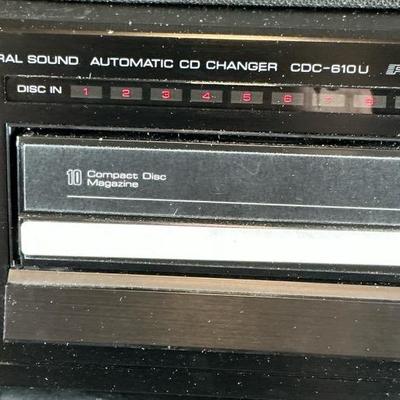 RAL SOUND AUTOMATIC CD CHANGER CDC-610U
DISC IN 1 2 3 4 5 6 7 8
10 Compact Disc
Magazine